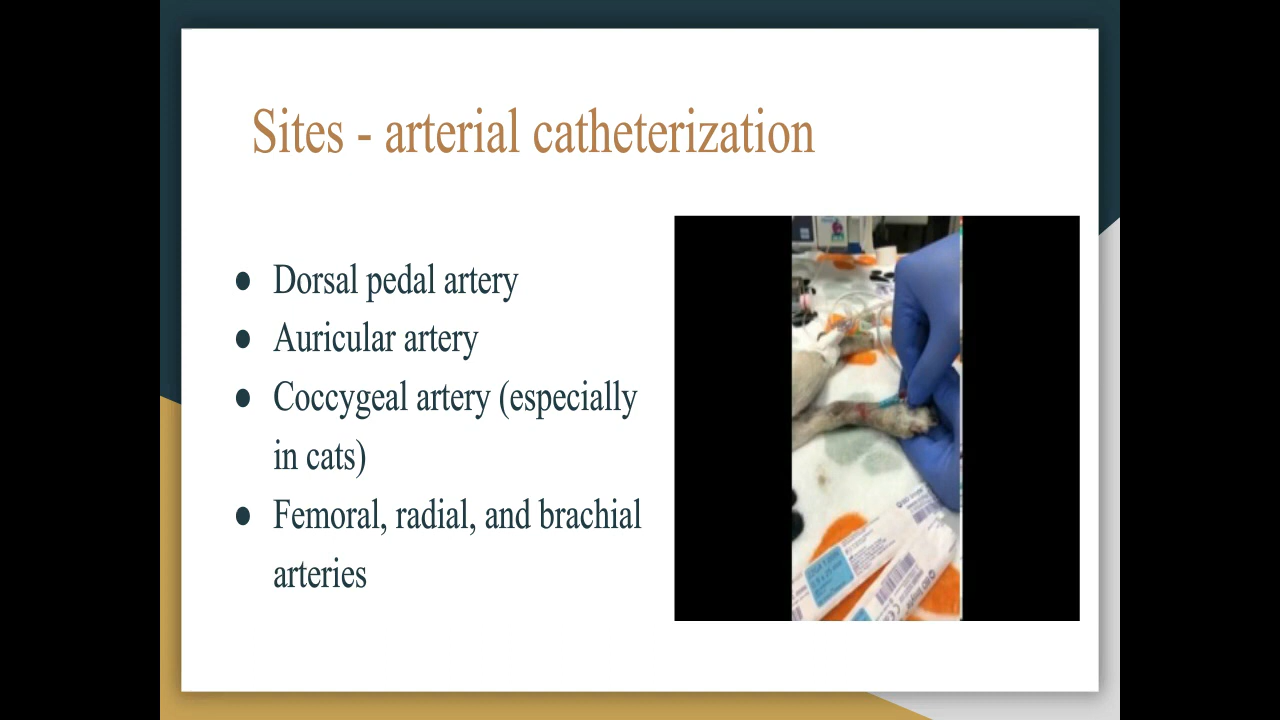 Sites - arterial catheterization
● Dorsal pedal artery
● Auricular artery
● Coccygeal artery (especially
in cats)
● Femoral, radial, and brachial
arteries